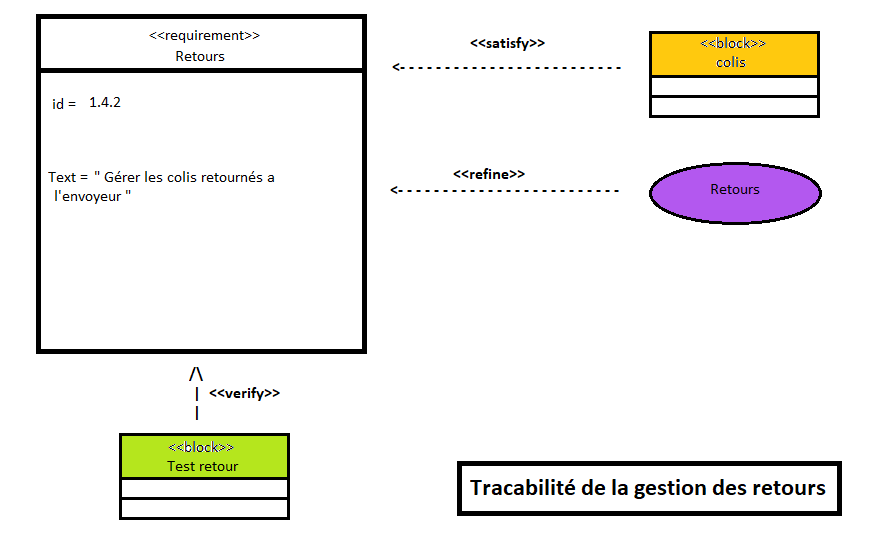 <<requirement>>
Retours
id = 1.4.2
Text = " Gérer les colis retournés a
l'envoyeur "
<<satisfy>>
<<block>>
colis
<<refine>>
Retours
<<verify>>
<<block>>
Test retour
Tracabilité de la gestion des retours